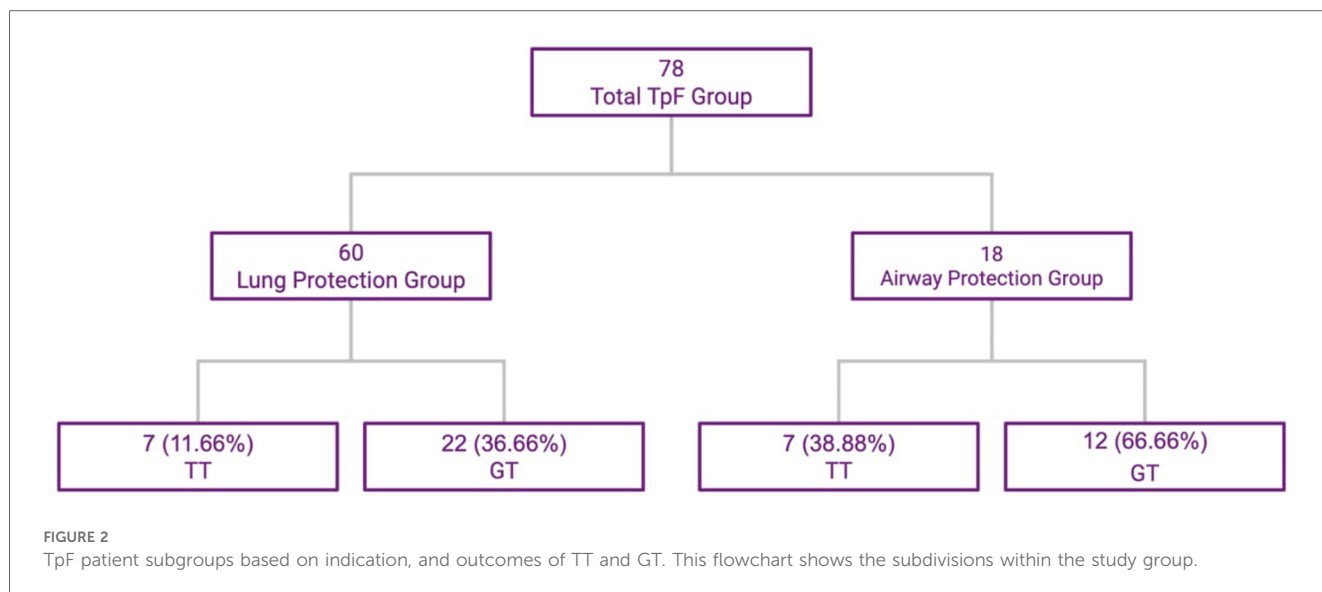 78
Total TpF Group
60
Lung Protection Group
18
Airway Protection Group
7 (11.66%)
TT
22 (36.66%)
GT
7 (38.88%)
TT
12 (66.66%)
GT
FIGURE 2
TpF patient subgroups based on indication, and outcomes of TT and GT. This flowchart shows the subdivisions within the study group.